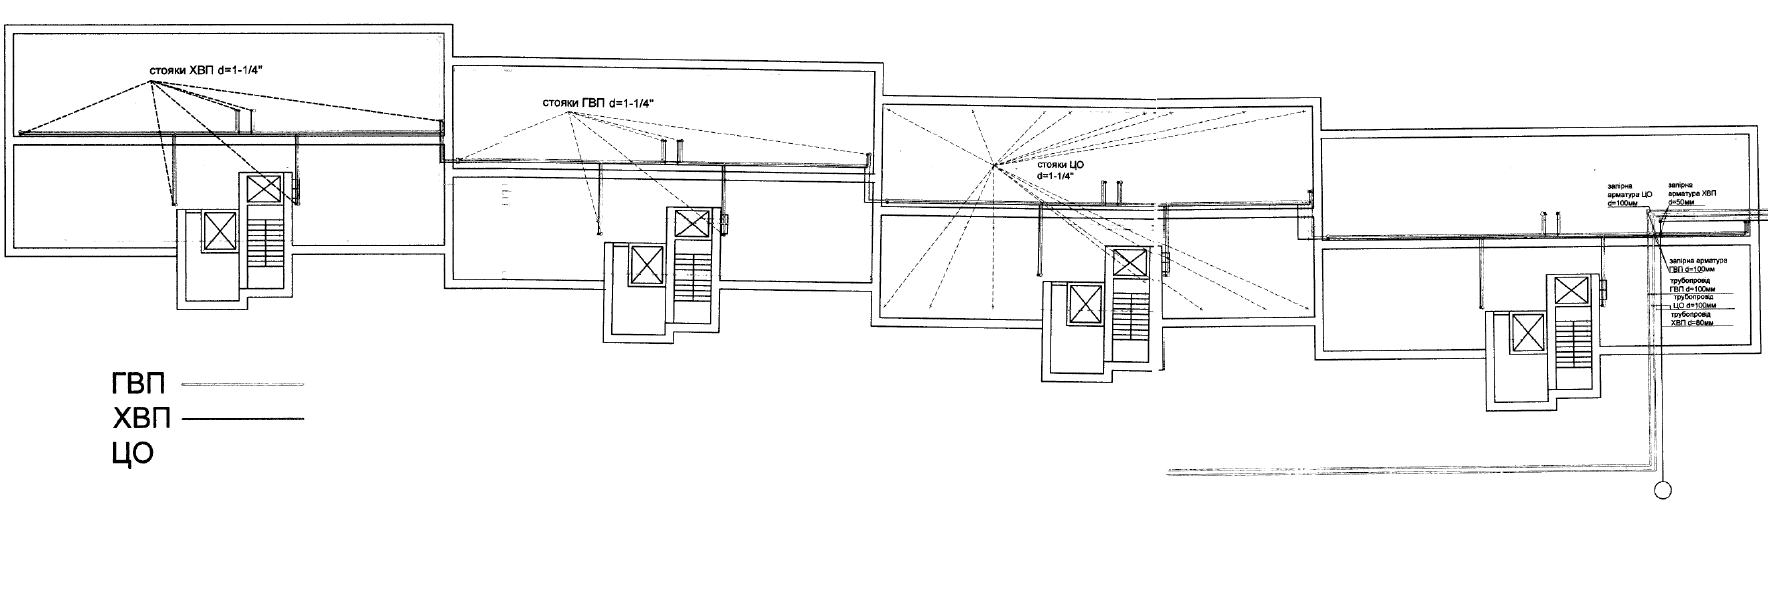 стояки ХВП d=1-1/4"
стояки ГВП d=1-1/4"
стояки ЦО
d=1-1/4"
запірна
арматура ЦО
d=100мм
запірна
арматура ХВП
d=50мм
запірна арматура
ГВП d=100мм
трубопровід
ГВП d=100мм
трубопровід
ЦО d=100мм
трубопровід
ХВП d=80мм
ГВП
ХВП
ЦО